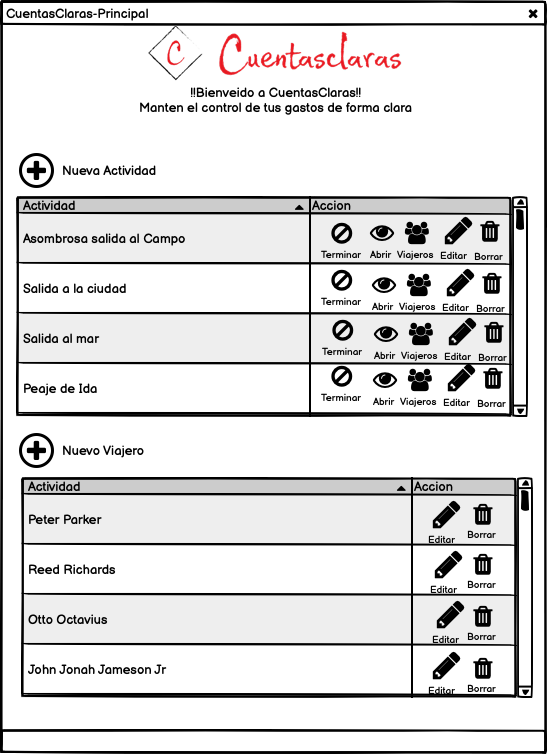 CuentasClaras-Principal
C Cuentasclaras
!!Bienveido a CuentasClaras!!
Manten el control de tus gastos de forma clara
Nueva Actividad
Actividad Accion
Asombrosa salida al Campo Terminar Abrir Viajeros Editar Borrar
Salida a la ciudad Terminar Abrir Viajeros Editar Borrar
Salida al mar Terminar Abrir Viajeros Editar Borrar
Peaje de Ida Terminar Abrir Viajeros Editar Borrar
Nuevo Viajero
Actividad Accion
Peter Parker Editar Borrar
Reed Richards Editar Borrar
Otto Octavius Editar Borrar
John Jonah Jameson Jr Editar Borrar